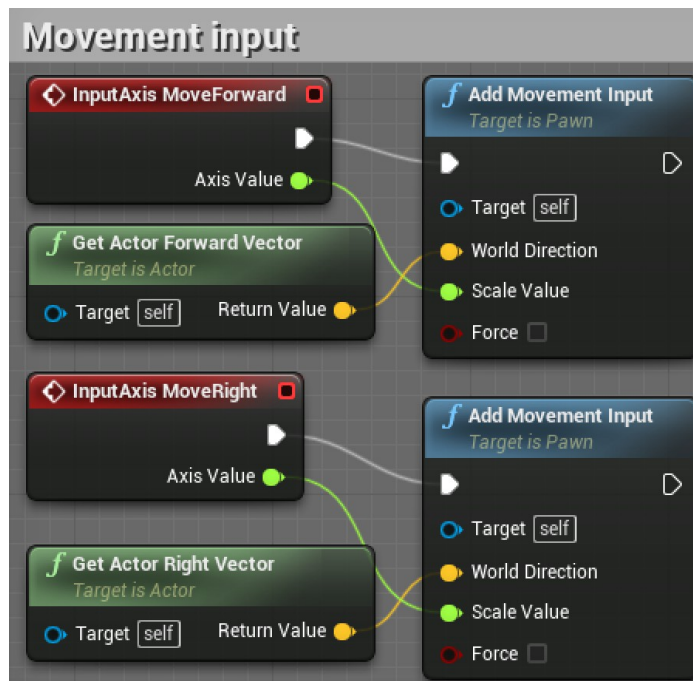 Movement input
InputAxis MoveForward
Axis Value
Get Actor Forward Vector
Target is Actor
Target self
Return Value
Add Movement Input
Target is Pawn
Target self
World Direction
Scale Value
Force
InputAxis MoveRight
Axis Value
Get Actor Right Vector
Target is Actor
Target self
Return Value
Add Movement Input
Target is Pawn
Target self
World Direction
Scale Value
Force